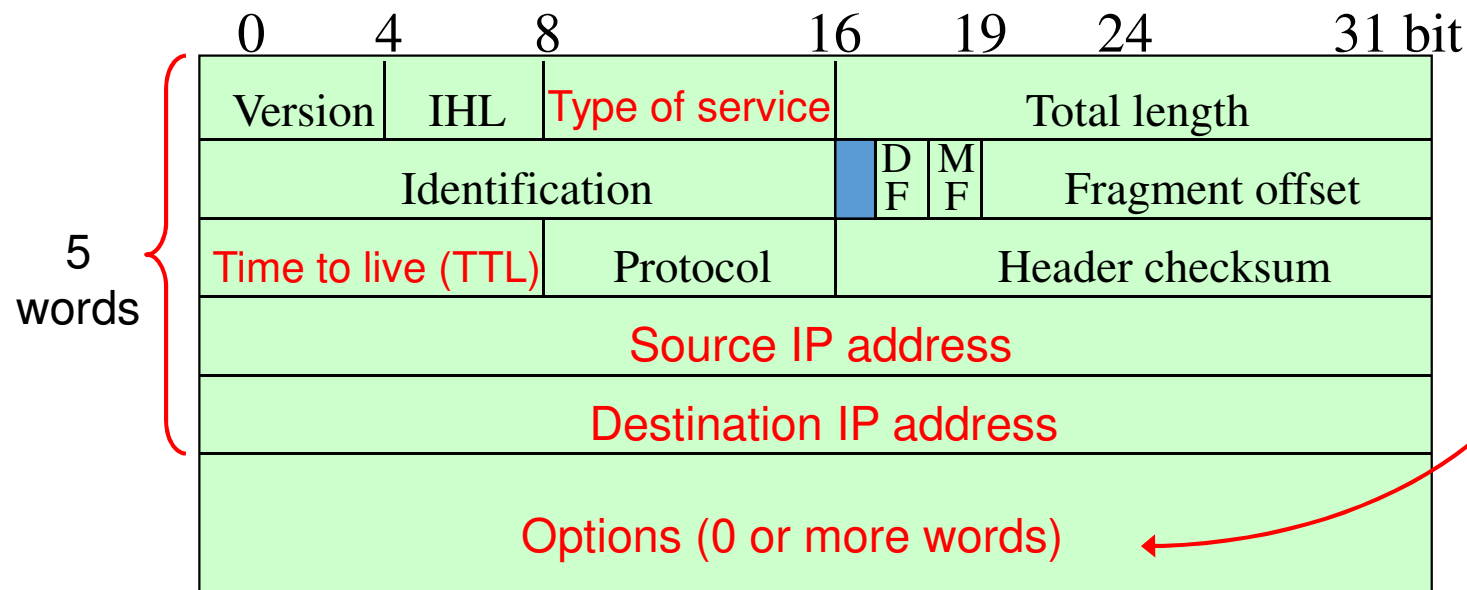 0 4 8 16 19 24 31 bit
Version IHL Type of service Total length
Identification D F M F Fragment offset
5 words
Time to live (TTL) Protocol Header checksum
Source IP address
Destination IP address
Options (0 or more words)